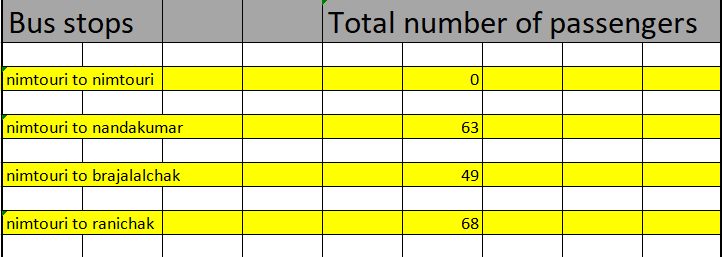 Bus stops Total number of passengers
nimtouri to nimtouri 0
nimtouri to nandakumar 63
nimtouri to brajalalchak 49
nimtouri to ranichak 68